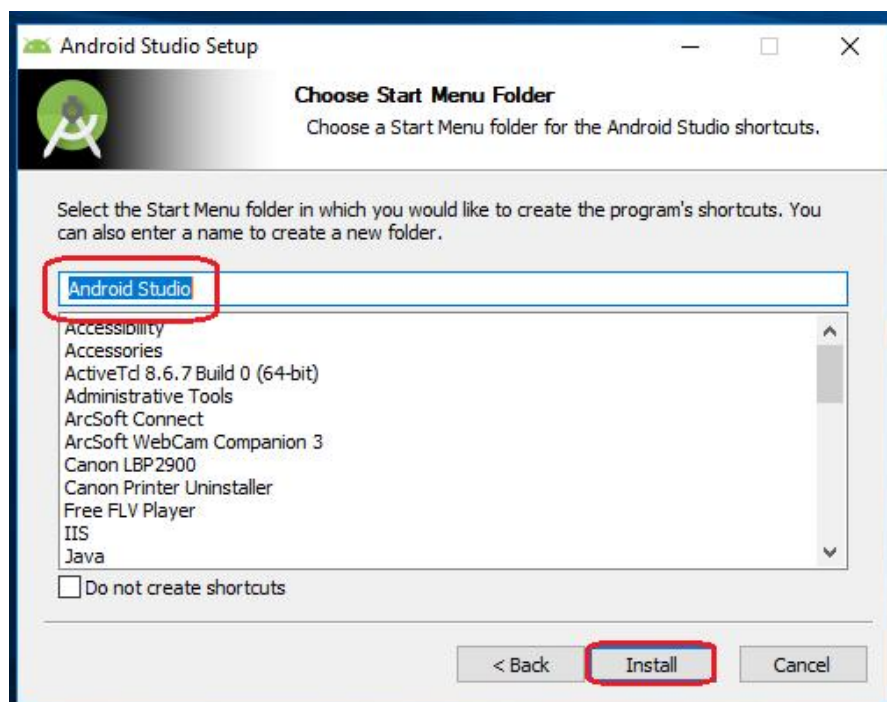 Android Studio Setup
Choose Start Menu Folder
Choose a Start Menu folder for the Android Studio shortcuts.
Select the Start Menu folder in which you would like to create the program's shortcuts. You
can also enter a name to create a new folder.
Android Studio
Accessibility
Accessories
ActiveTcl 8.6.7 Build 0 (64-bit)
Administrative Tools
ArcSoft Connect
ArcSoft WebCam Companion 3
Canon LBP2900
Canon Printer Uninstaller
Free FLV Player
IIS
Java
Do not create shortcuts
< Back Install Cancel